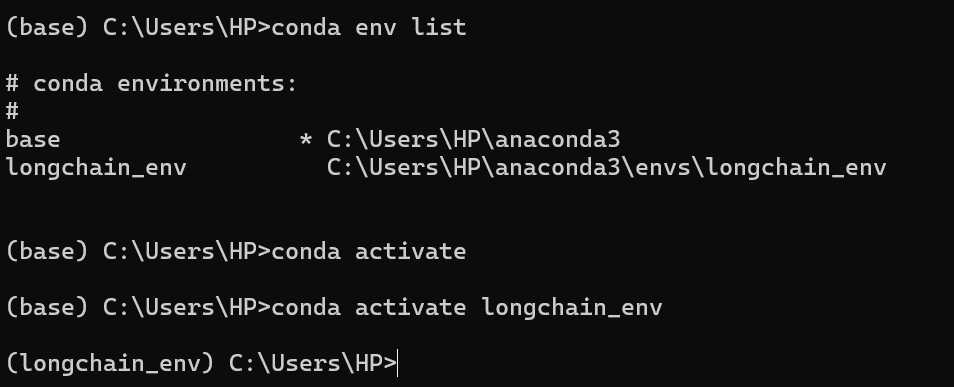 (base) C:\Users\HP>conda env list
# conda environments:
#
base                  *  C:\Users\HP\anaconda3
longchain_env            C:\Users\HP\anaconda3\envs\longchain_env
(base) C:\Users\HP>conda activate
(base) C:\Users\HP>conda activate longchain_env
(longchain_env) C:\Users\HP>